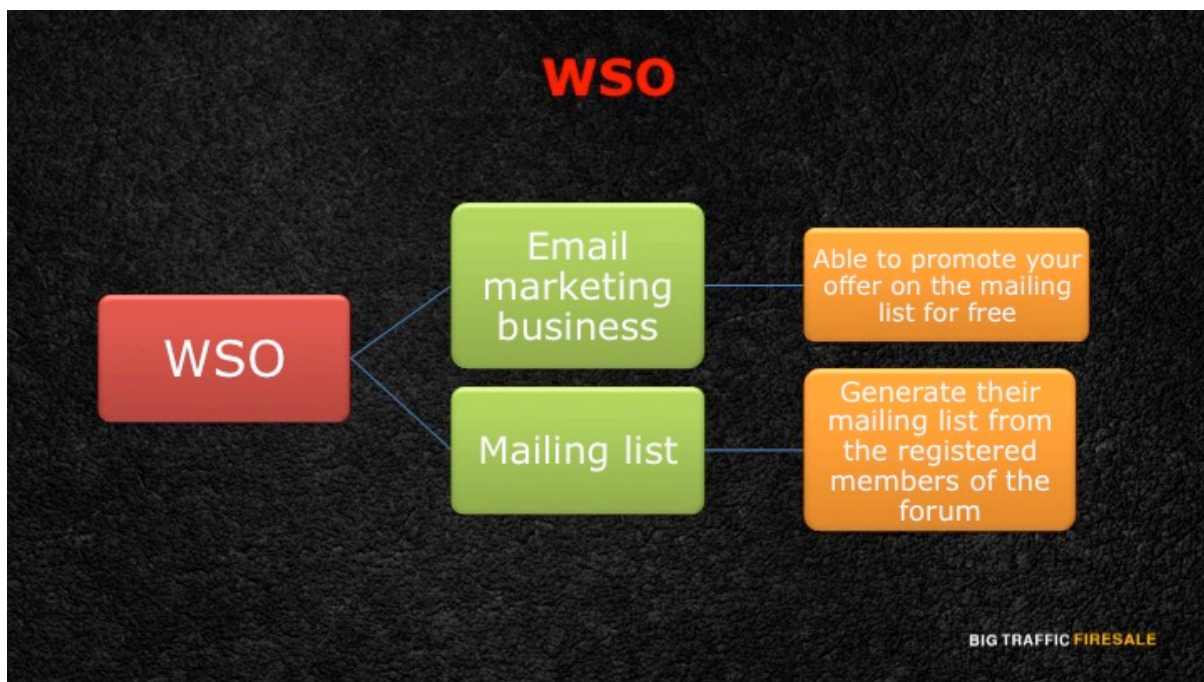 WSO
WSO
Email
marketing
business
Able to promote your
offer on the mailing
list for free
Mailing list
Generate their
mailing list from
the registered
members of the
forum
BIG TRAFFIC FIRESALE